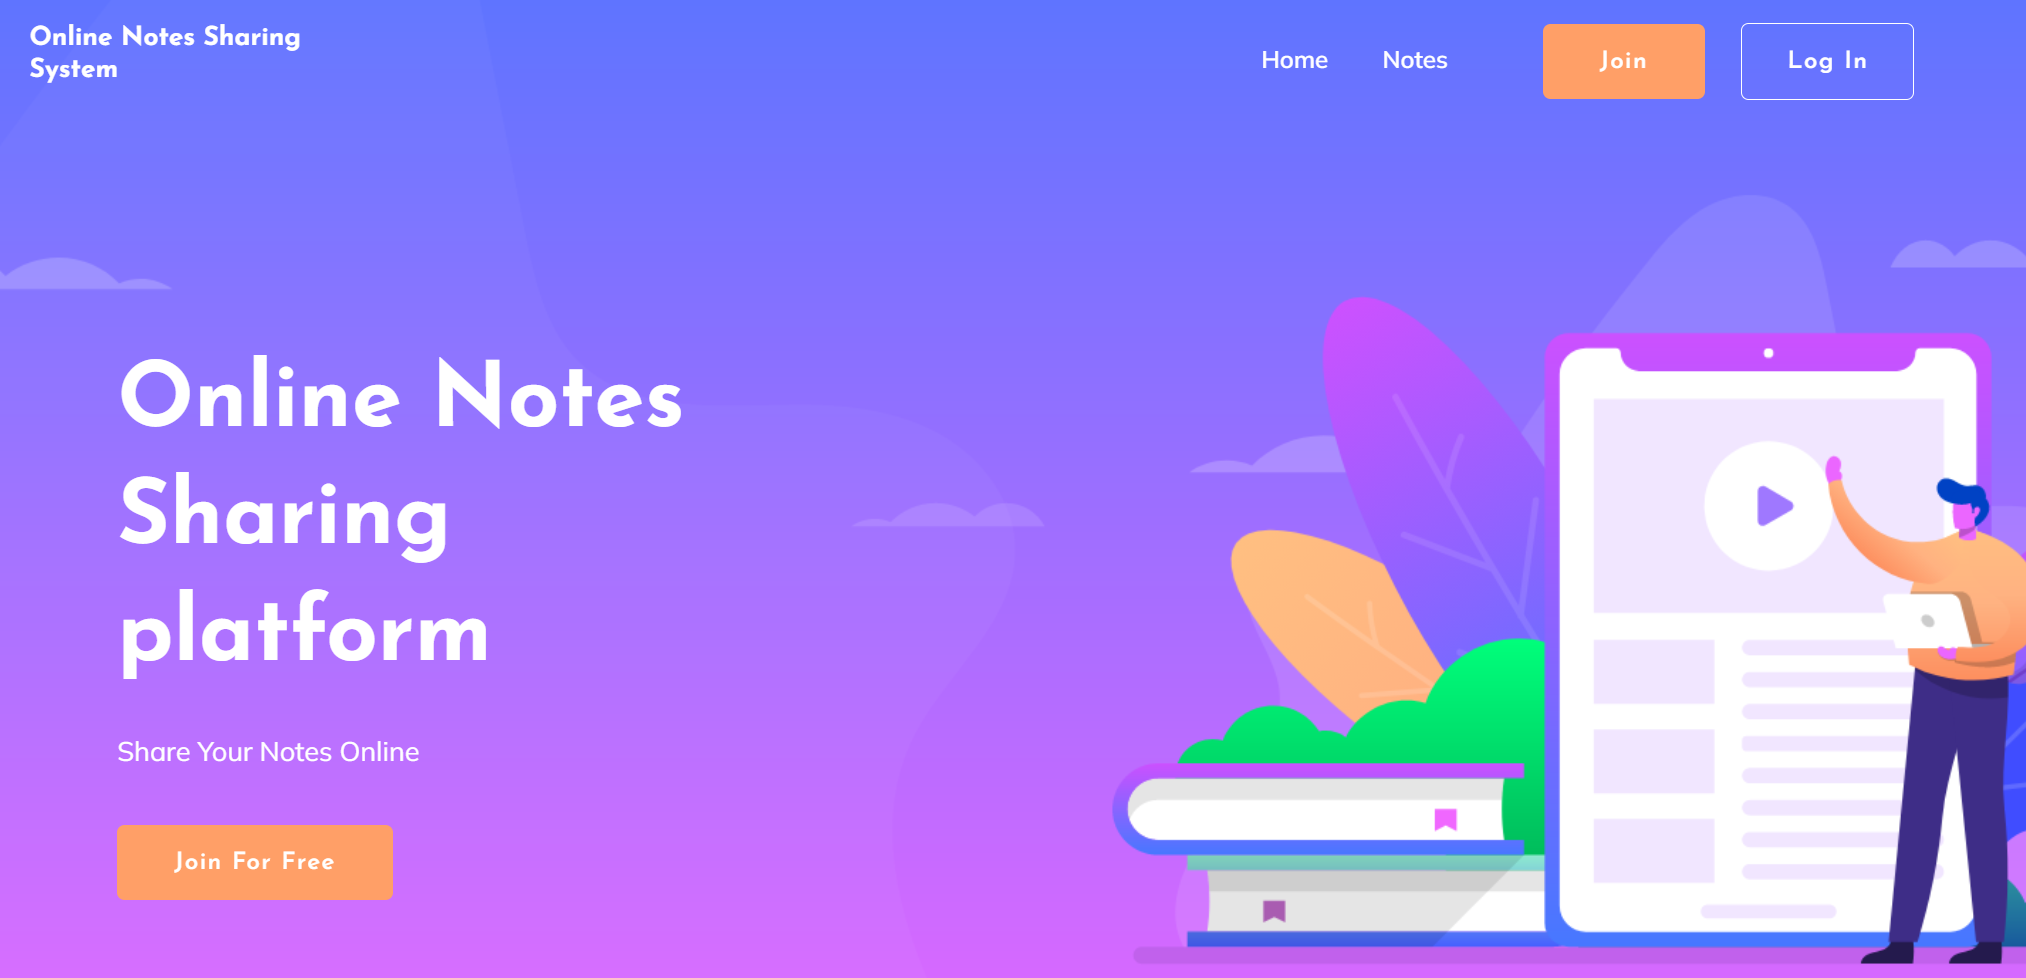 Online Notes Sharing
System
Home
Notes
Join
Log In
Online Notes
Sharing
platform
Share Your Notes Online
Join For Free